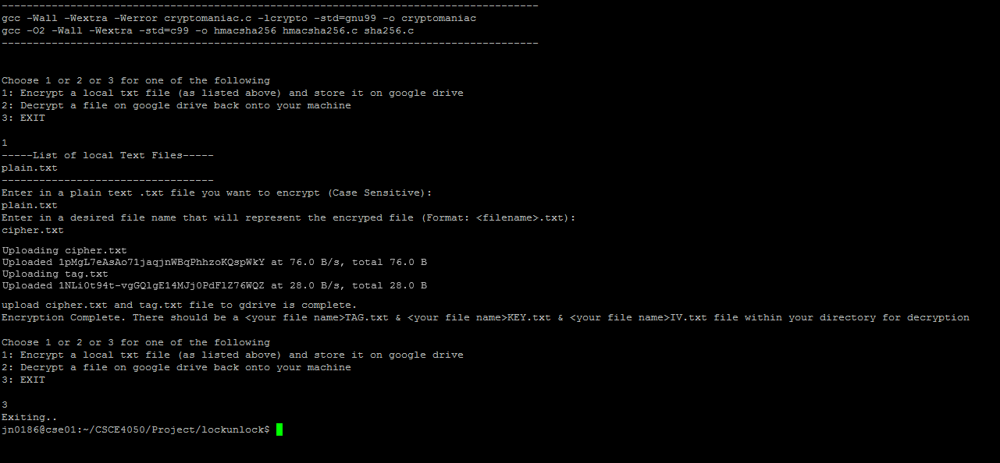 --------------------------------------------------------------------------------------
gcc -Wall -Wextra -Werror cryptomaniac.c -lcrypto -std=gnu99 -o cryptomaniac
gcc -O2 -Wall -Wextra -std=c99 -o hmacsha256 hmacsha256.c sha256.c
--------------------------------------------------------------------------------------
Choose 1 or 2 or 3 for one of the following
1: Encrypt a local txt file (as listed above) and store it on google drive
2: Decrypt a file on google drive back onto your machine
3: EXIT
1
-----List of local Text Files-----
plain.txt
----------------------------------
Enter in a plain text .txt file you want to encrypt (Case Sensitive):
plain.txt
Enter in a desired file name that will represent the encryped file (Format: <filename>.txt):
cipher.txt
Uploading cipher.txt
Uploaded 1pMgL7eAsAo71jaqjnWBqPhhzoKQspWkY at 76.0 B/s, total 76.0 B
Uploading tag.txt
Uploaded 1NLi0t94t-vgGQlgE14MJj0PdFlZ76WQZ at 28.0 B/s, total 28.0 B
upload cipher.txt and tag.txt file to gdrive is complete.
Encryption Complete. There should be a <your file name>TAG.txt & <your file name>KEY.txt & <your file name>IV.txt file within your directory for decryption
Choose 1 or 2 or 3 for one of the following
1: Encrypt a local txt file (as listed above) and store it on google drive
2: Decrypt a file on google drive back onto your machine
3: EXIT
3
Exiting..
jn0186@cse01:~/CSCE4050/Project/lockunlock$